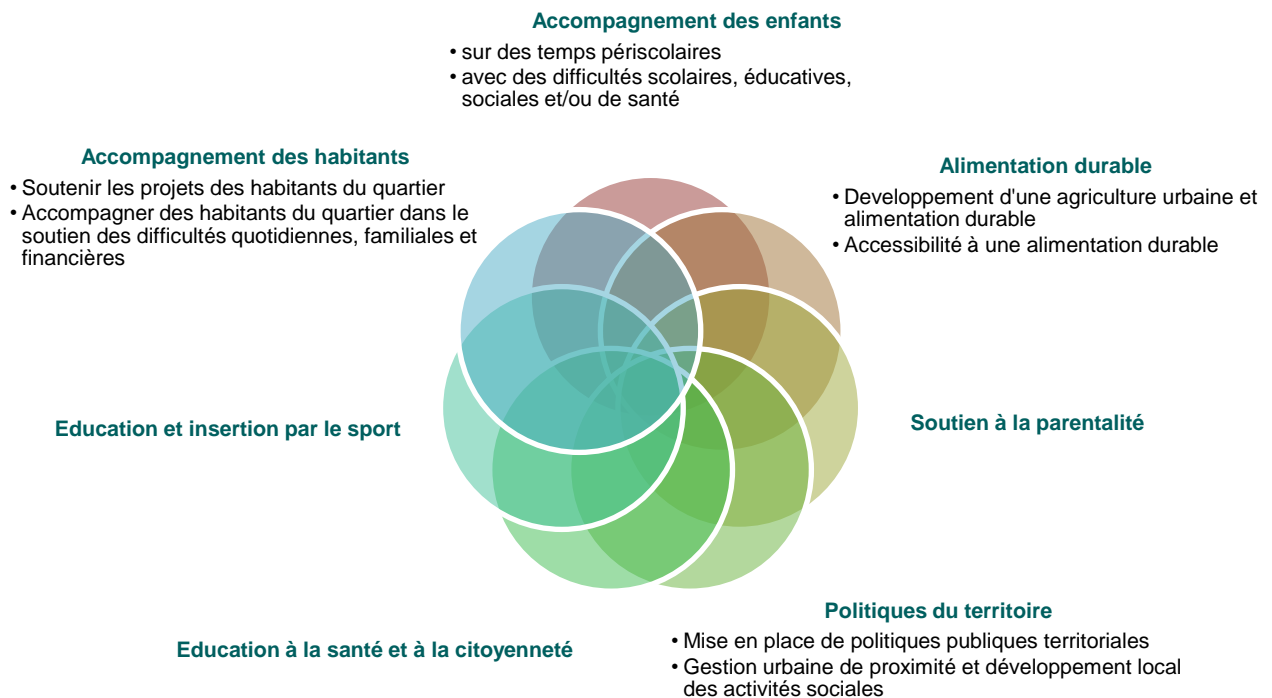 Accompagnement des enfants
• sur des temps périscolaires
• avec des difficultés scolaires, éducatives,
sociales et/ou de santé
Alimentation durable
• Developpement d'une agriculture urbaine et
alimentation durable
• Accessibilité à une alimentation durable
Soutien à la parentalité
Politiques du territoire
• Mise en place de politiques publiques territoriales
• Gestion urbaine de proximité et développement local
des activités sociales
Education à la santé et à la citoyenneté
Education et insertion par le sport
Accompagnement des habitants
• Soutenir les projets des habitants du quartier
• Accompagner des habitants du quartier dans le
soutien des difficultés quotidiennes, familiales et
financières